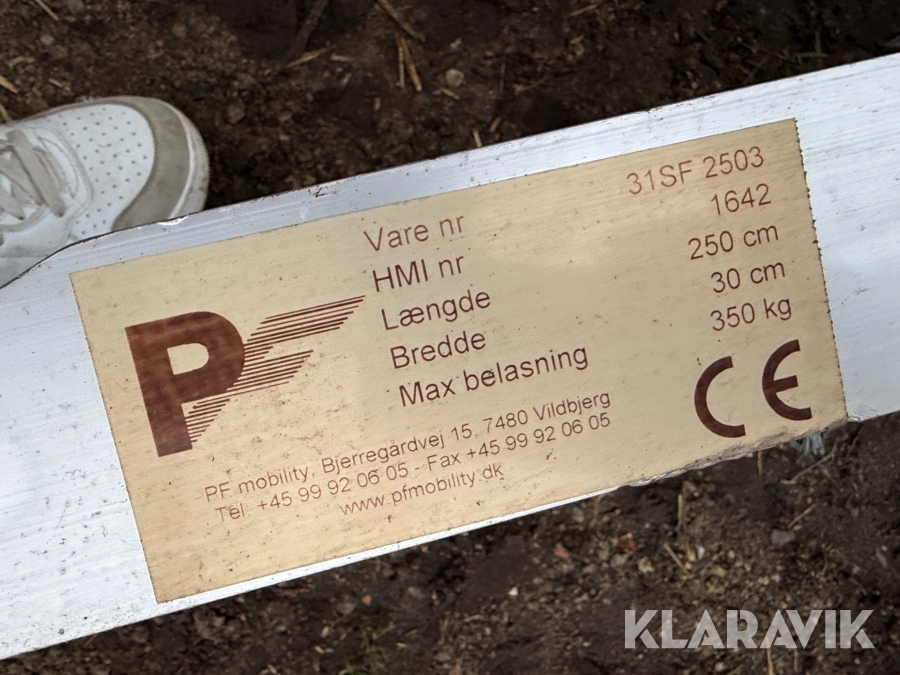 PF
Vare nr 31SF 2503
HMI nr 1642
Længde 250 cm
Bredde 30 cm
Max belasning 350 kg
CE
PF mobility, Bjerregårdvej 15, 7480 Vildbjerg
Tel: +45 99 92 06 05 - Fax +45 99 92 06 05
www.pfmobility.dk
KLARAVIK